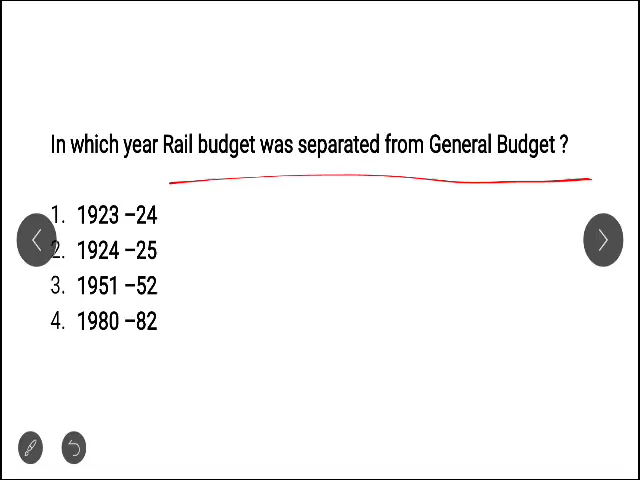 In which year Rail budget was separated from General Budget ?
1. 1923 –24
2. 1924 –25
3. 1951 –52
4. 1980 –82